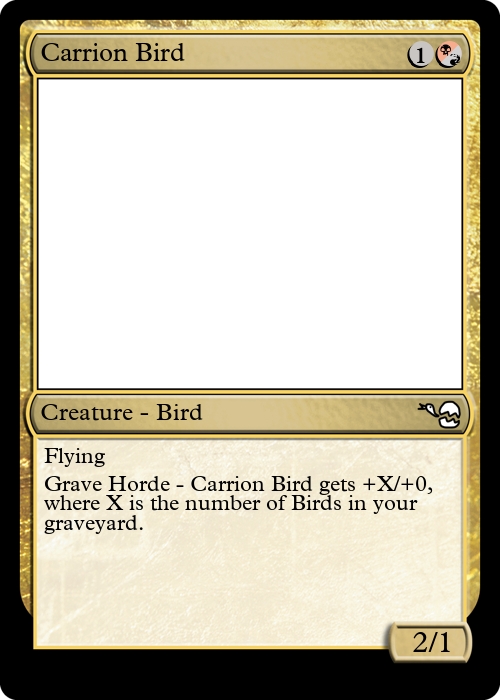 Carrion Bird 1
Creature - Bird
Flying
Grave Horde - Carrion Bird gets +X/+0,
where X is the number of Birds in your
graveyard.
2/1